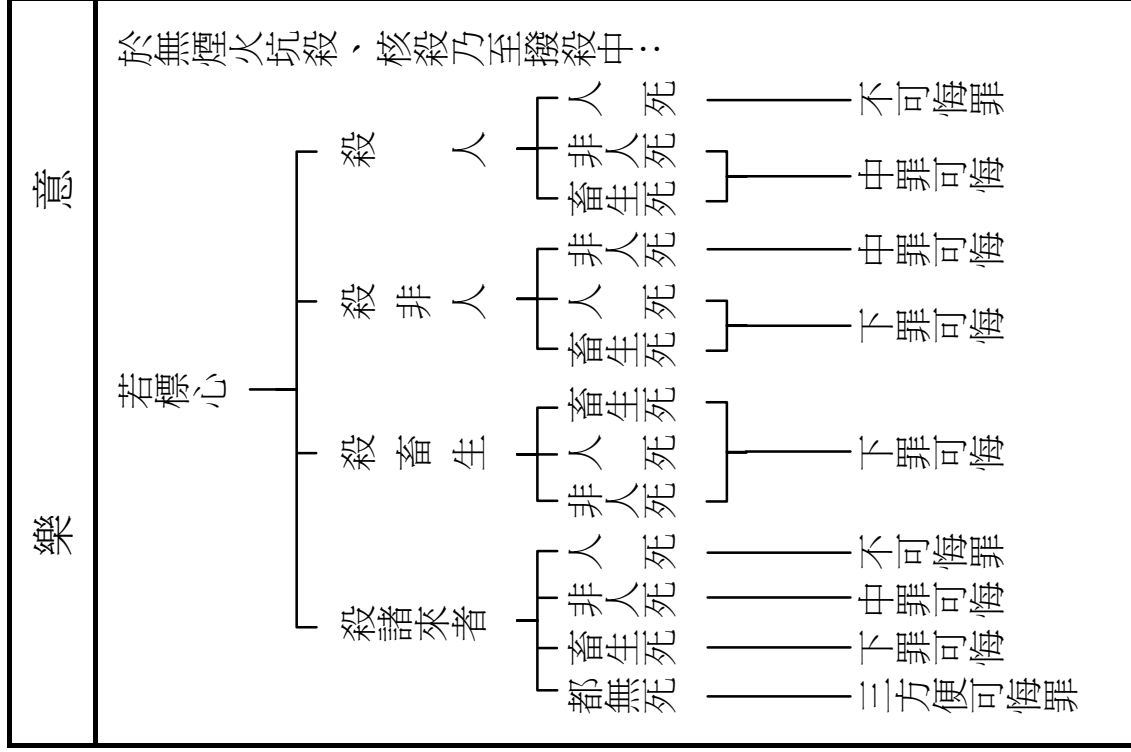 意樂
於無煙火坑殺、核殺乃至撥殺中：
若標心
殺人
人死
不可悔罪
非人死
畜生死
中罪可悔
殺非人
非人死
中罪可悔
人死
畜生死
下罪可悔
殺畜生
畜生死
人死
非人死
下罪可悔
殺諸來者
人死
不可悔罪
非人死
中罪可悔
畜生死
下罪可悔
都無死
三方便可悔罪